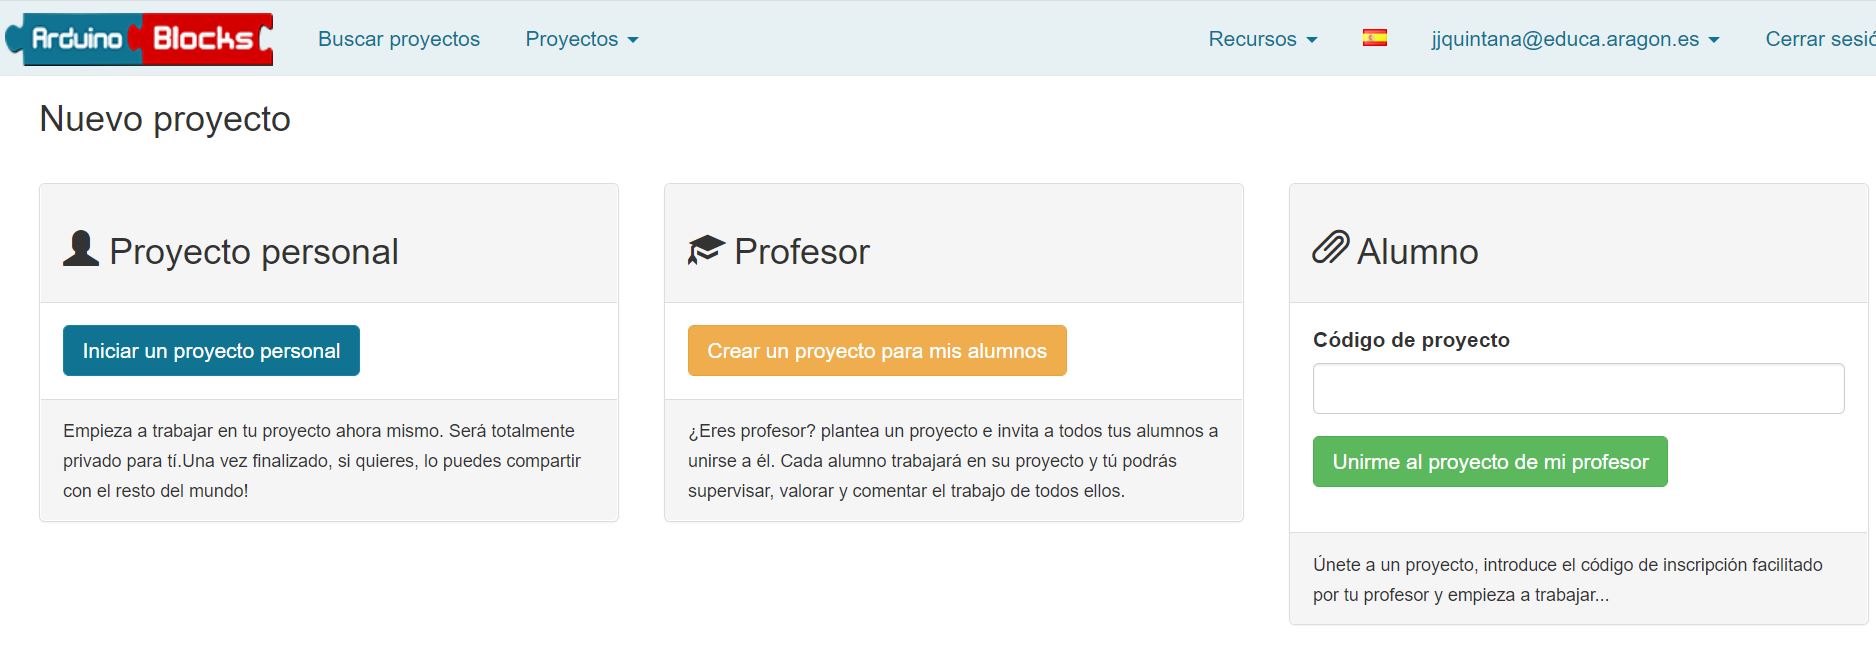 Arduino Blocks
Buscar proyectos
Proyectos
Recursos
jjquintana@educa.aragon.es
Cerrar
Nuevo proyecto
Proyecto personal
Iniciar un proyecto personal
Empieza a trabajar en tu proyecto ahora mismo. Será totalmente
privado para tí.Una vez finalizado, si quieres, lo puedes compartir
con el resto del mundo!
Profesor
Crear un proyecto para mis alumnos
¿Eres profesor? plantea un proyecto e invita a todos tus alumnos a
unirse a él. Cada alumno trabajará en su proyecto y tú podrás
supervisar, valorar y comentar el trabajo de todos ellos.
Alumno
Código de proyecto
Unirme al proyecto de mi profesor
Únete a un proyecto, introduce el código de inscripción facilitado
por tu profesor y empieza a trabajar...